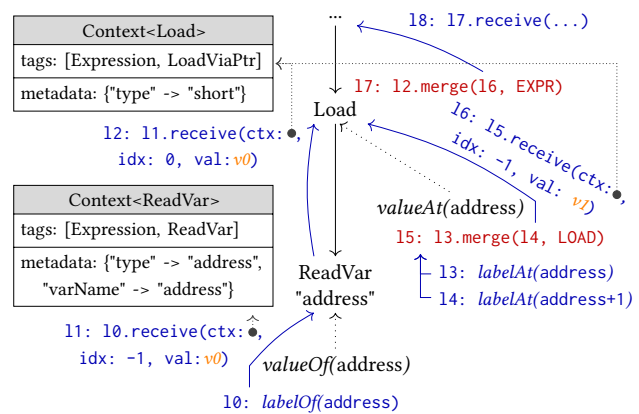 ...
l8: l7.receive(...)
Context<Load>
tags: [Expression, LoadViaPtr]
metadata: {"type" -> "short"}
l7: l2.merge(l6, EXPR)
Load
l6: l5.receive(ctx:●,
idx: -1, val: v1)
l2: l1.receive(ctx:●,
idx: 0, val:v0)
Context<ReadVar>
tags: [Expression, ReadVar]
metadata: {"type" -> "address",
"varName" -> "address"}
valueAt(address)
l5: l3.merge(l4, LOAD)
l3: labelAt(address)
l4: labelAt(address+1)
ReadVar
"address"
l1: l0.receive(ctx:●,
idx: -1, val:v0)
valueOf(address)
l0: labelOf(address)